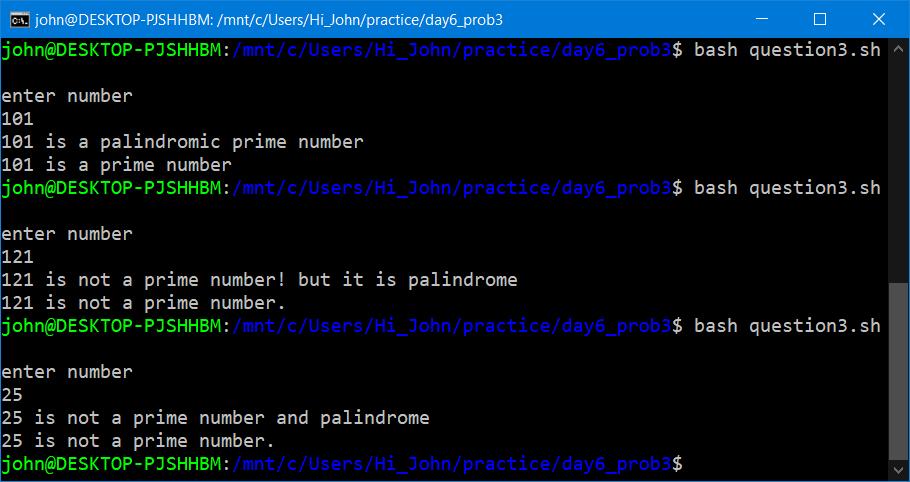 john@DESKTOP-PJSHHBM: /mnt/c/Users/Hi_John/practice/day6_prob3
john@DESKTOP-PJSHHBM:/mnt/c/Users/Hi_John/practice/day6_prob3$ bash question3.sh
enter number
101
101 is a palindromic prime number
101 is a prime number
john@DESKTOP-PJSHHBM:/mnt/c/Users/Hi_John/practice/day6_prob3$ bash question3.sh
enter number
121
121 is not a prime number! but it is palindrome
121 is not a prime number.
john@DESKTOP-PJSHHBM:/mnt/c/Users/Hi_John/practice/day6_prob3$ bash question3.sh
enter number
25
25 is not a prime number and palindrome
25 is not a prime number.
john@DESKTOP-PJSHHBM:/mnt/c/Users/Hi_John/practice/day6_prob3$